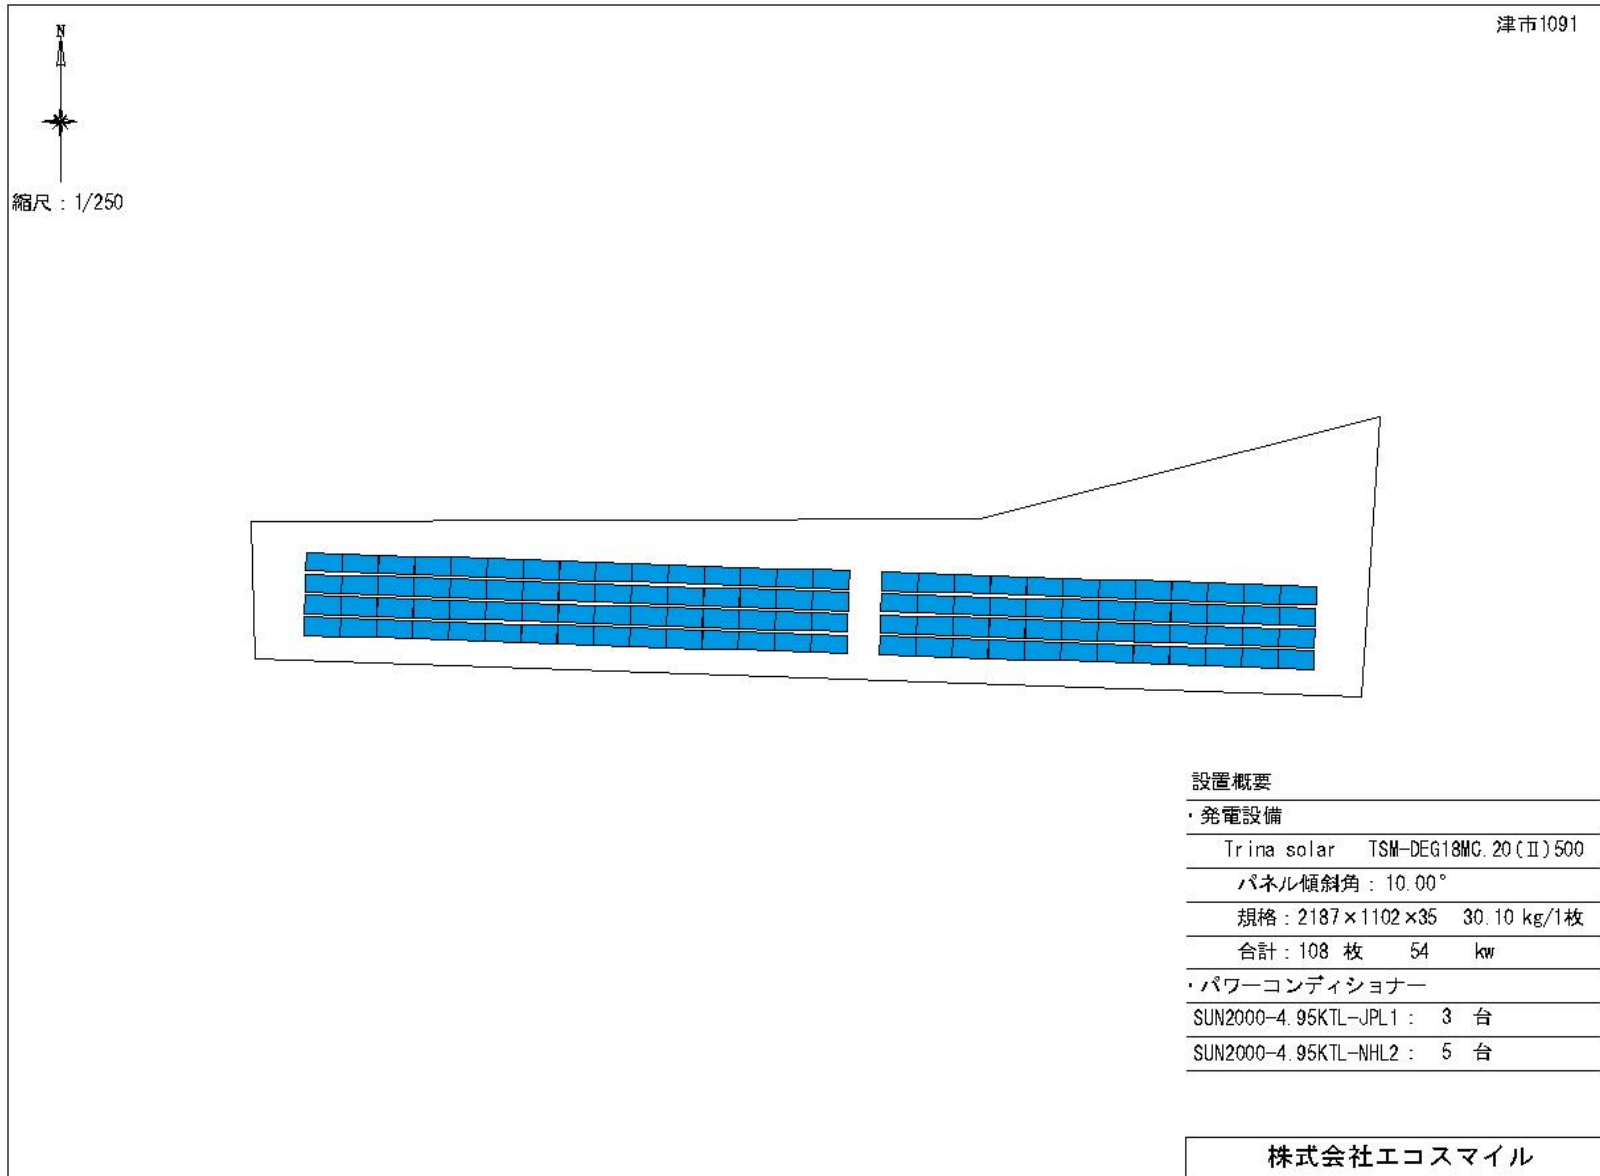 津市1091
N
縮尺：1/250
設置概要
・発電設備
Trina solar TSM-DEG18MC.20(Ⅱ)500
パネル傾斜角：10.00°
規格：2187×1102×35 30.10 kg/1枚
合計：108 枚 54 kw
・パワーコンディショナー
SUN2000-4.95KTL-JPL1： 3 台
SUN2000-4.95KTL-NHL2： 5 台
株式会社エコスマイル